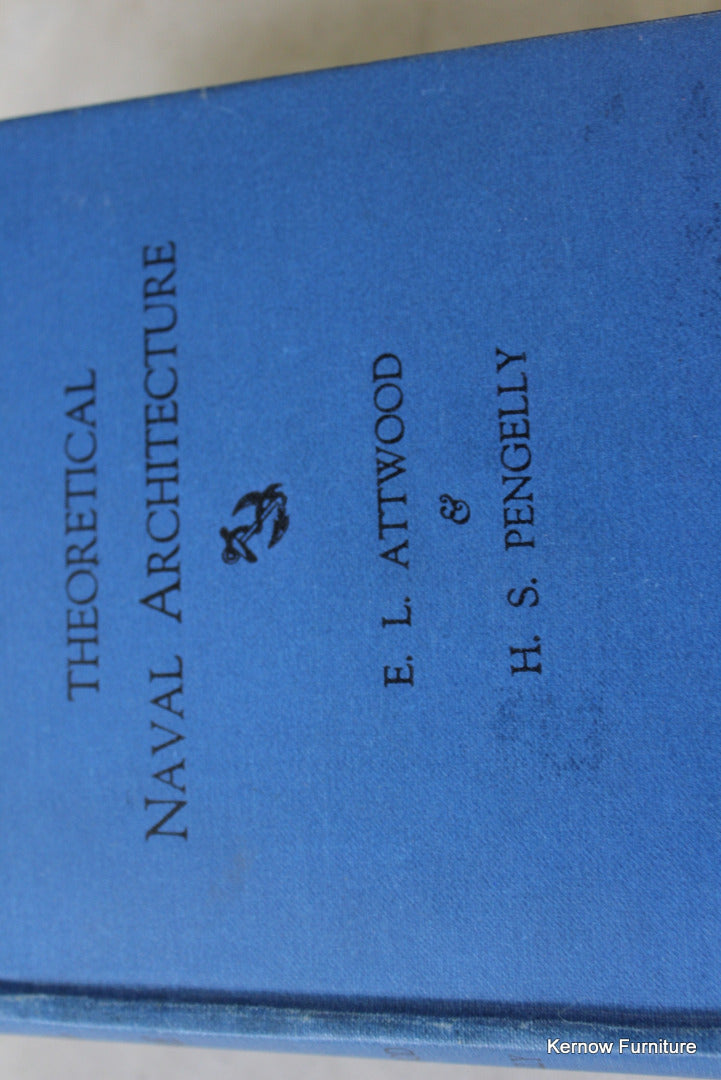 THEORETICAL
NAVAL ARCHITECTURE
E. L. ATTWOOD
&
H. S. PENGELLY
Kernow Furniture